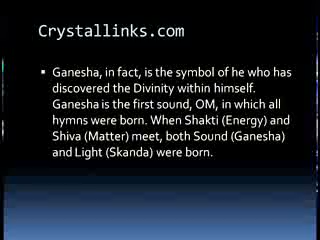 Crystallinks.com
Ganesha, in fact, is the symbol of he who has
discovered the Divinity within himself.
Ganesha is the first sound, OM, in which all
hymns were born. When Shakti (Energy) and
Shiva (Matter) meet, both Sound (Ganesha)
and Light (Skanda) were born.